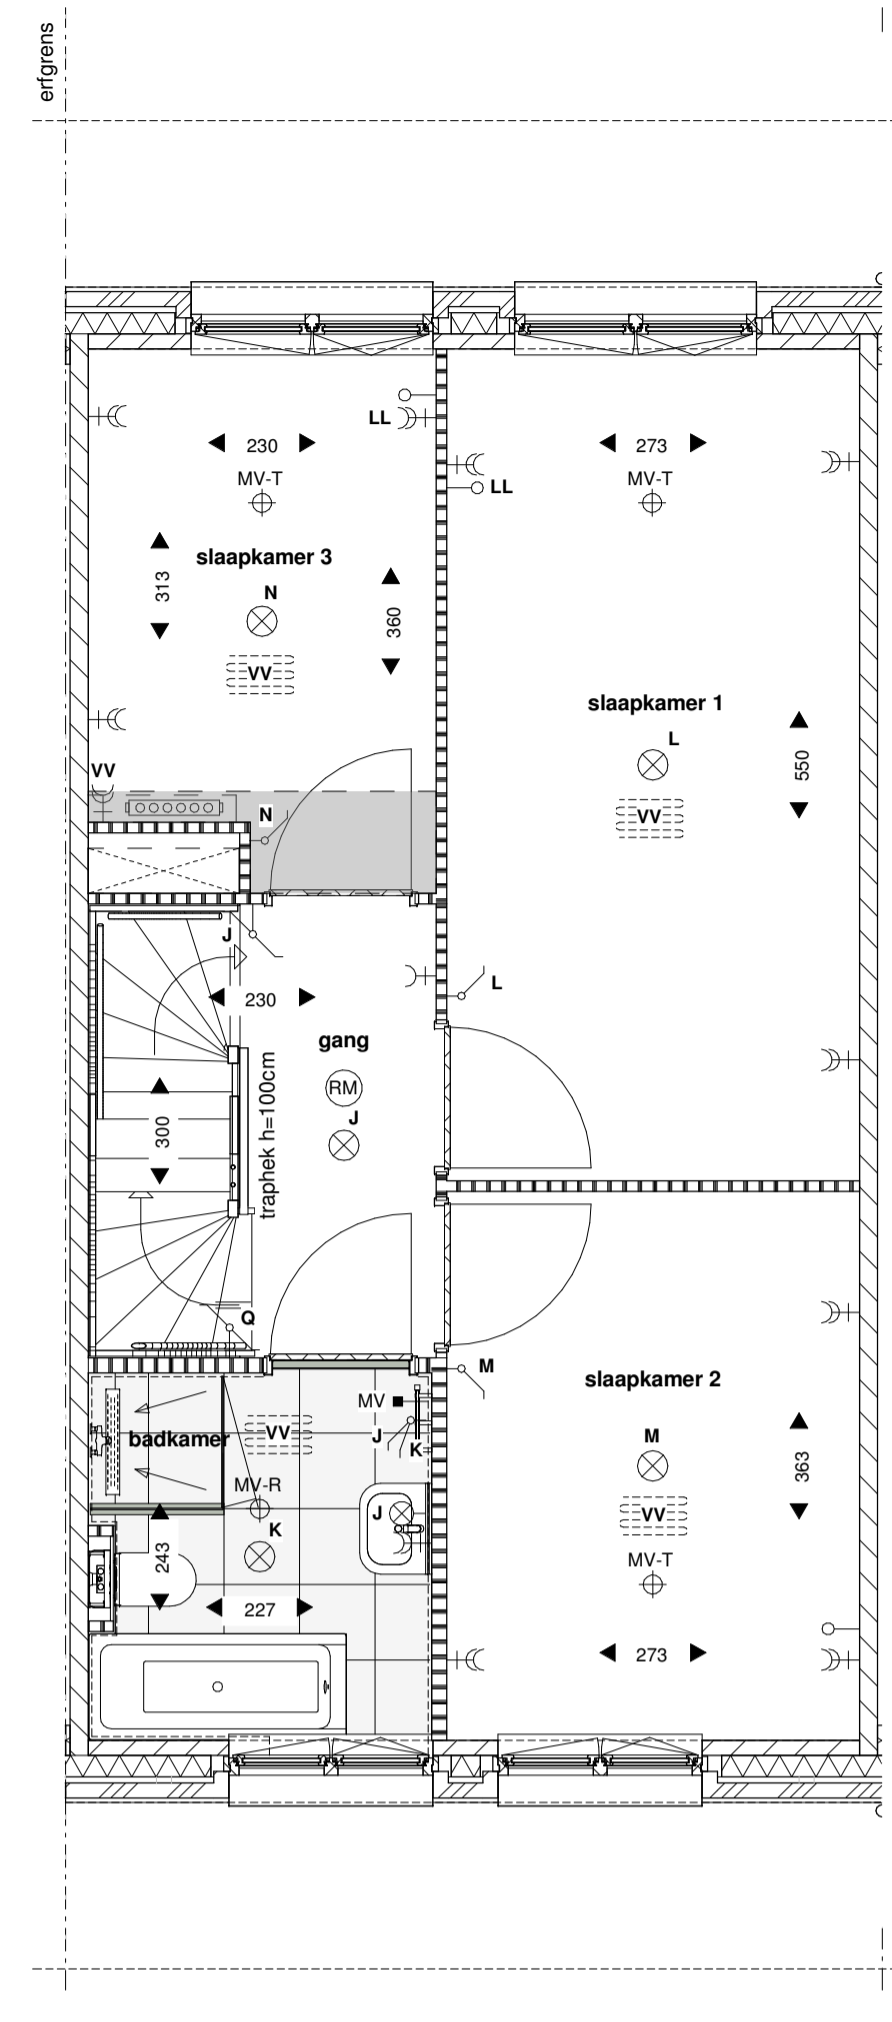 erfgrens
LL
230
273
MV-T
MV-T
LL
slaapkamer 3
313
N
360
VV
slaapkamer 1
L
550
VV
VV
N
J
L
230
gang
RM
J
300
traphek h=100cm
Q
M
slaapkamer 2
MV
J
K
badkamer
VV
M
363
MV-R
J
VV
K
243
MV-T
227
273